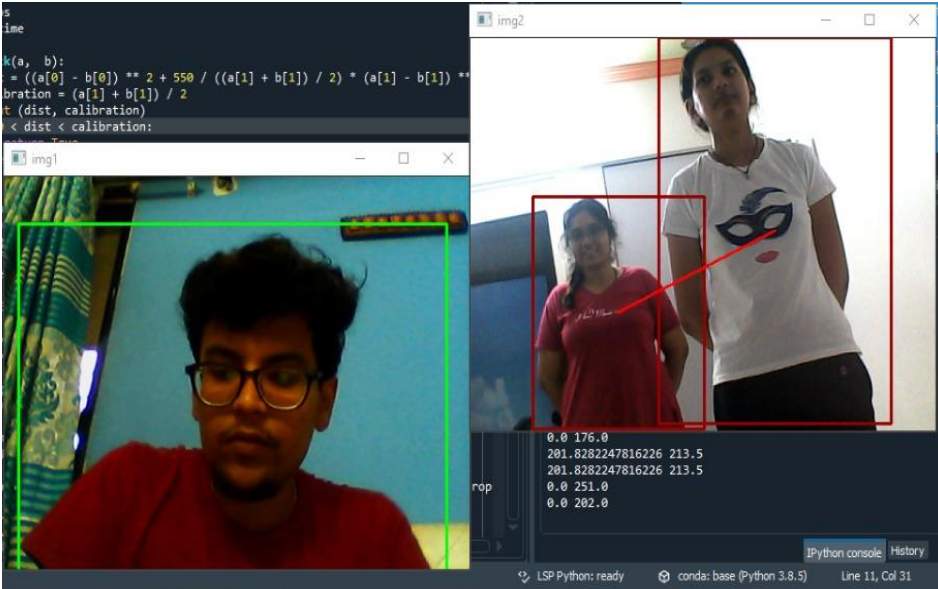 time
k(a, b):
= ((a[0] - b[0]) ** 2 + 550 / ((a[1] + b[1]) / 2) * (a[1] - b[1]) **
bration = (a[1] + b[1]) / 2
t (dist, calibration)
< dist < calibration:
img1
img2
rop
0.0 176.0
201.8282247816226 213.5
201.8282247816226 213.5
0.0 251.0
0.0 202.0
IPython console
History
LSP Python: ready
conda: base (Python 3.8.5)
Line 11, Col 31